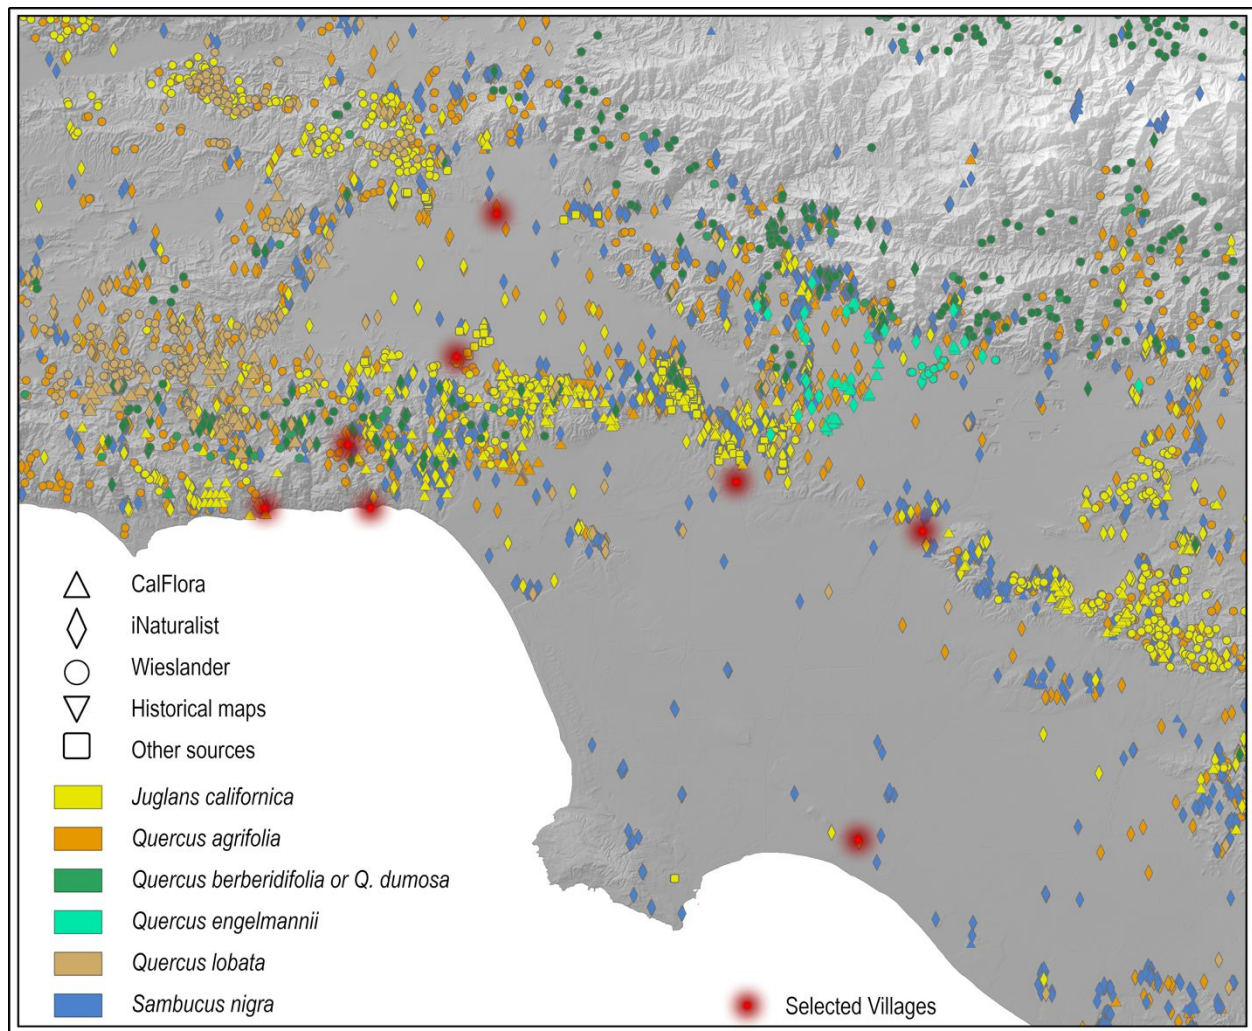 CalFlora
iNaturalist
Wieslander
Historical maps
Other sources
Juglans californica
Quercus agrifolia
Quercus berberidifolia or Q. dumosa
Quercus engelmannii
Quercus lobata
Sambucus nigra
Selected Villages